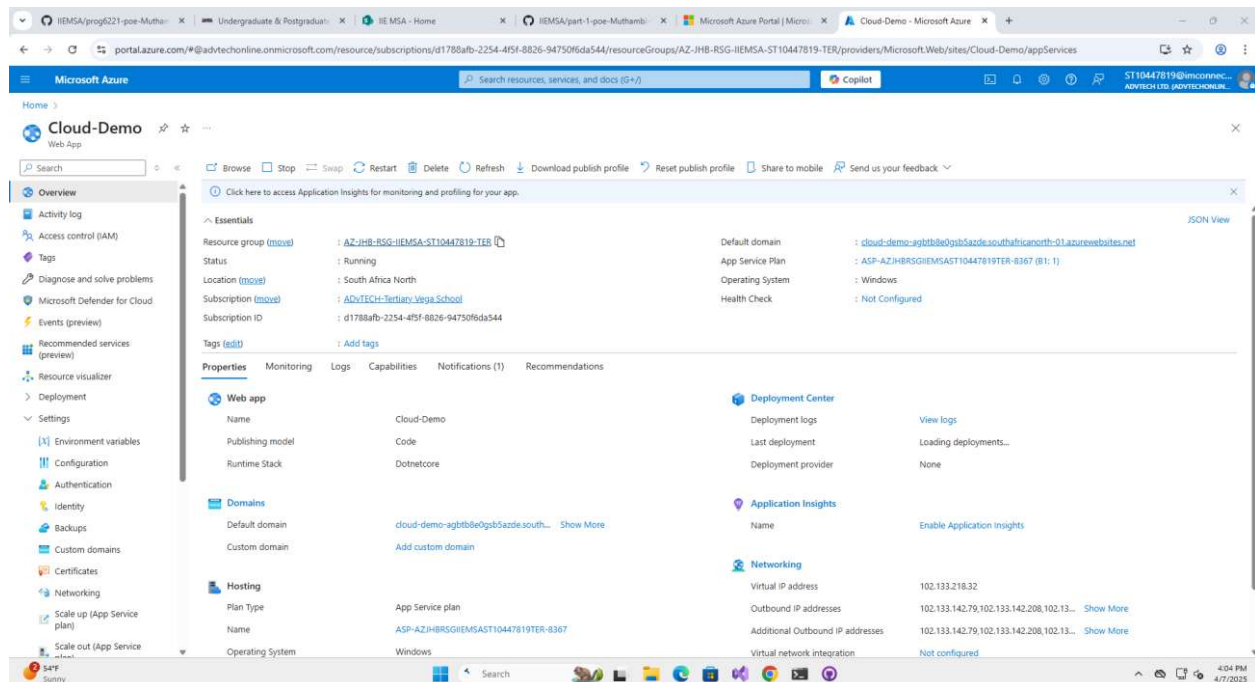 IIEMSA/prog6221-poe-Mutham
Undergraduate & Postgraduate
IIE MSA - Home
IIEMSA/part-1-poe-Muthambi-
Microsoft Azure Portal | Micros
Cloud-Demo - Microsoft Azure
portal.azure.com/#@advtechonline.onmicrosoft.com/resource/subscriptions/d1788afb-2254-4f5f-8826-94750f6da544/resourceGroups/AZ-JHB-RSG-IIEMSA-ST10447819-TER/providers/Microsoft.Web/sites/Cloud-Demo/appServices
Microsoft Azure
Search resources, services, and docs (G+/)
Copilot
ST10447819@imconnec...
ADVTECH LTD. (ADVTECHONLIN...
Home >
Cloud-Demo
Web App
Search
Browse Stop Swap Restart Delete Refresh Download publish profile Reset publish profile Share to mobile Send us your feedback
Click here to access Application Insights for monitoring and profiling for your app.
Overview
Activity log
Access control (IAM)
Tags
Diagnose and solve problems
Microsoft Defender for Cloud
Events (preview)
Recommended services
(preview)
Resource visualizer
Deployment
Settings
Environment variables
Configuration
Authentication
Identity
Backups
Custom domains
Certificates
Networking
Scale up (App Service
plan)
Scale out (App Service
Essentials
JSON View
Resource group (move) : AZ-JHB-RSG-IIEMSA-ST10447819-TER
Status : Running
Location (move) : South Africa North
Subscription (move) : ADvTECH-Tertiary Vega School
Subscription ID : d1788afb-2254-4f5f-8826-94750f6da544
Tags (edit) : Add tags
Default domain : cloud-demo-agbtb8e0gsb5azde.southafricanorth-01.azurewebsites.net
App Service Plan : ASP-AZJHBRSGIIEMSAST10447819TER-8367 (B1: 1)
Operating System : Windows
Health Check : Not Configured
Properties Monitoring Logs Capabilities Notifications (1) Recommendations
Web app
Name Cloud-Demo
Publishing model Code
Runtime Stack Dotnetcore
Domains
Default domain cloud-demo-agbtb8e0gsb5azde.south... Show More
Custom domain Add custom domain
Hosting
Plan Type App Service plan
Name ASP-AZJHBRSGIIEMSAST10447819TER-8367
Operating System Windows
Deployment Center
Deployment logs View logs
Last deployment Loading deployments...
Deployment provider None
Application Insights
Name Enable Application Insights
Networking
Virtual IP address 102.133.218.32
Outbound IP addresses 102.133.142.79,102.133.142.208,102.13... Show More
Additional Outbound IP addresses 102.133.142.79,102.133.142.208,102.13... Show More
Virtual network integration Not configured
2
54°F
Sunny
Search
4:04 PM
4/7/2025